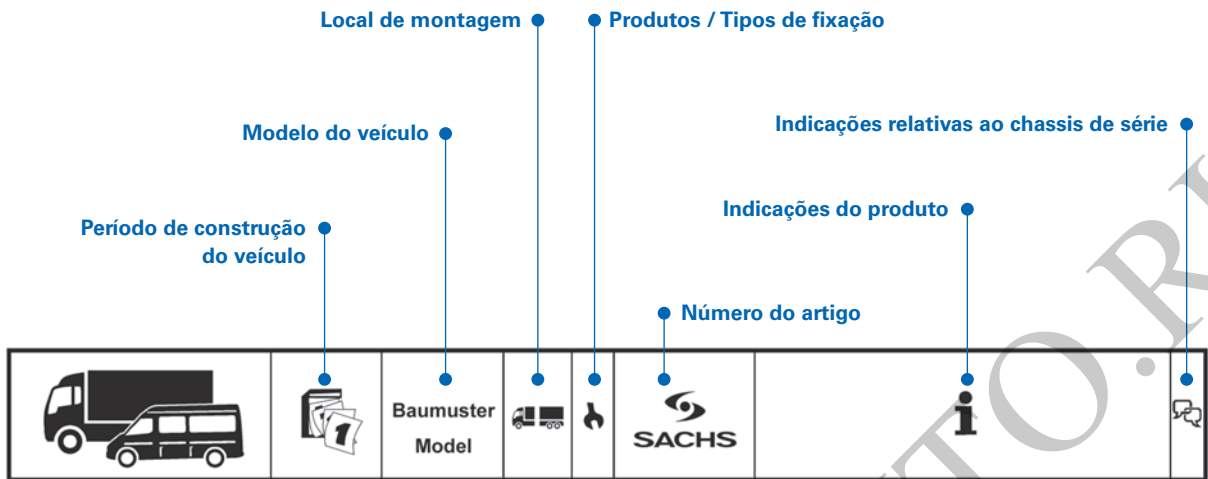 Local de montagem
Produtos / Tipos de fixação
Modelo do veículo
Indicações relativas ao chassis de série
Período de construção
do veículo
Indicações do produto
Número do artigo
Baumuster
Model
1
i
SACHS